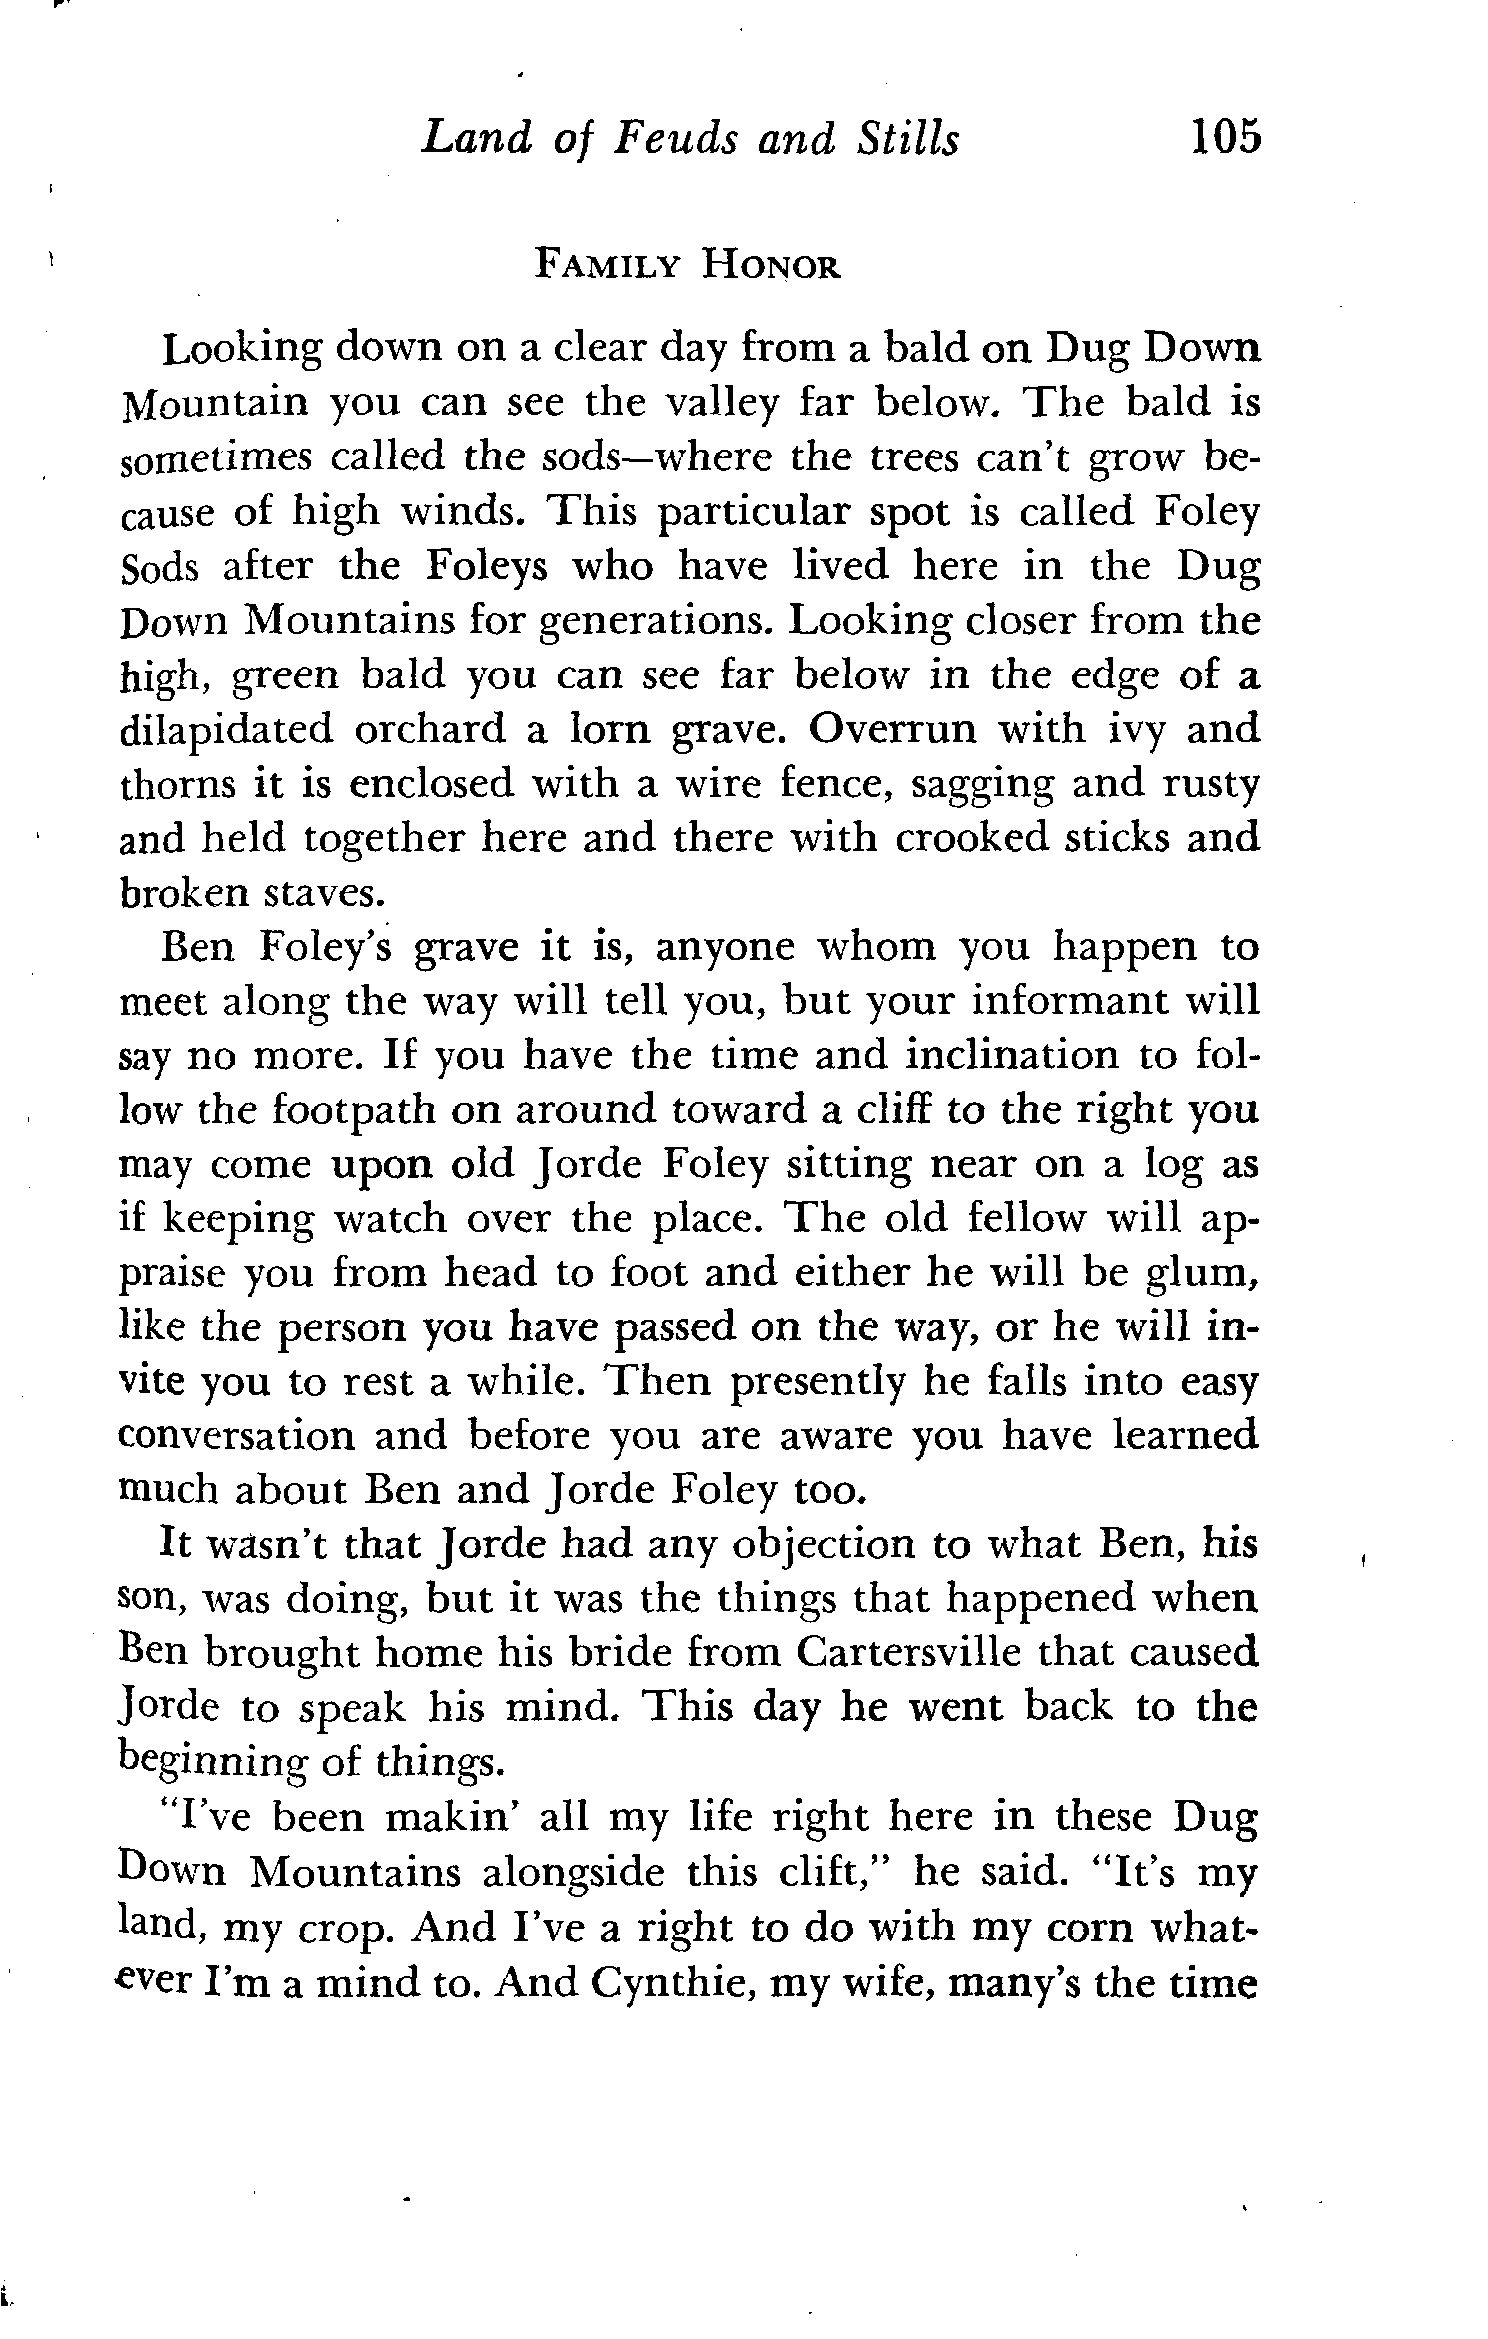 Land of Feuds and Stills 105
FAMILY HONOR
Looking down on a clear day from a bald on Dug Down
Mountain you can see the valley far below. The bald is
sometimes called the sods—where the trees can't grow be-
cause of high winds. This particular spot is called Foley
Sods after the Foleys who have lived here in the Dug
Down Mountains for generations. Looking closer from the
high, green bald you can see far below in the edge of a
dilapidated orchard a lorn grave. Overrun with ivy and
thorns it is enclosed with a wire fence, sagging and rusty
and held together here and there with crooked sticks and
broken staves.
Ben Foley's grave it is, anyone whom you happen to
meet along the way will tell you, but your informant will
say no more. If you have the time and inclination to fol-
low the footpath on around toward a cliff to the right you
may come upon old Jorde Foley sitting near on a log as
if keeping watch over the place. The old fellow will ap-
praise you from head to foot and either he will be glum,
like the person you have passed on the way, or he will in-
vite you to rest a while. Then presently he falls into easy
conversation and before you are aware you have learned
much about Ben and Jorde Foley too.
It wasn't that Jorde had any objection to what Ben, his
son, was doing, but it was the things that happened when
Ben brought home his bride from Cartersville that caused
Jorde to speak his mind. This day he went back to the
beginning of things.
"I've been makin' all my life right here in these Dug
Down Mountains alongside this clift," he said. "It's my
land, my crop. And I've a right to do with my corn what-
ever I'm a mind to. And Cynthie, my wife, many's the time